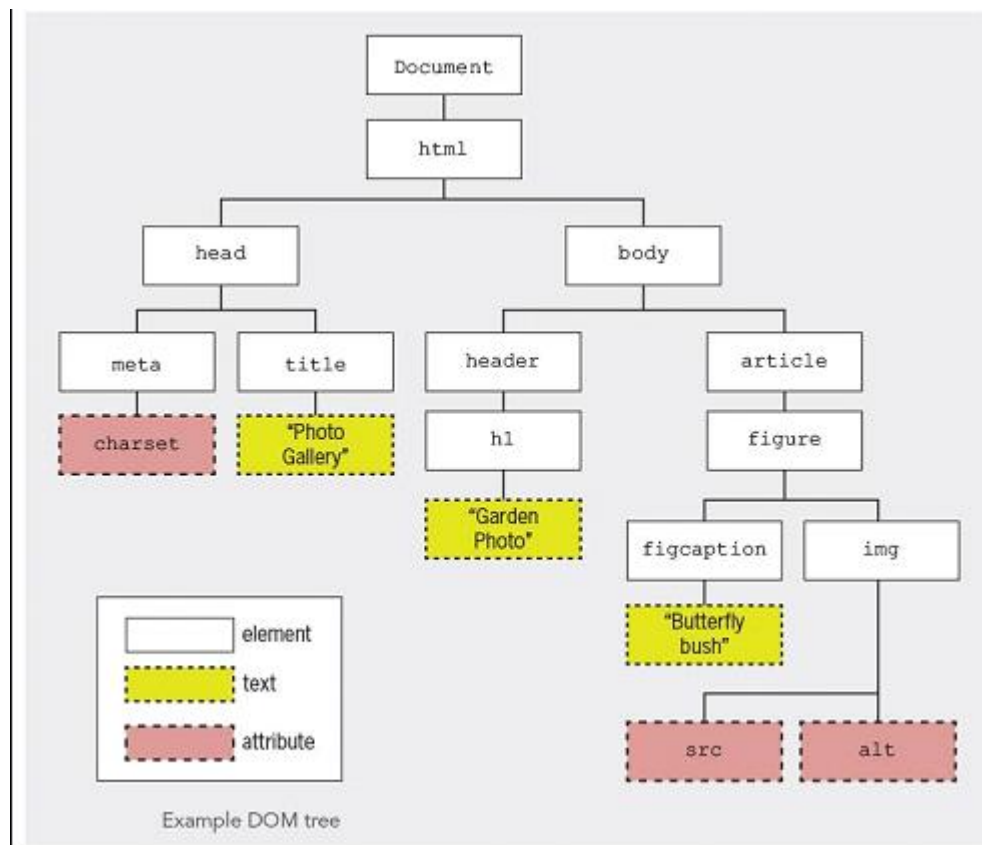 Document
html
head
body
meta
title
header
article
charset
“Photo
Gallery”
h1
figure
“Garden
Photo”
figcaption
img
“Butterfly
bush”
element
text
attribute
src
alt
Example DOM tree